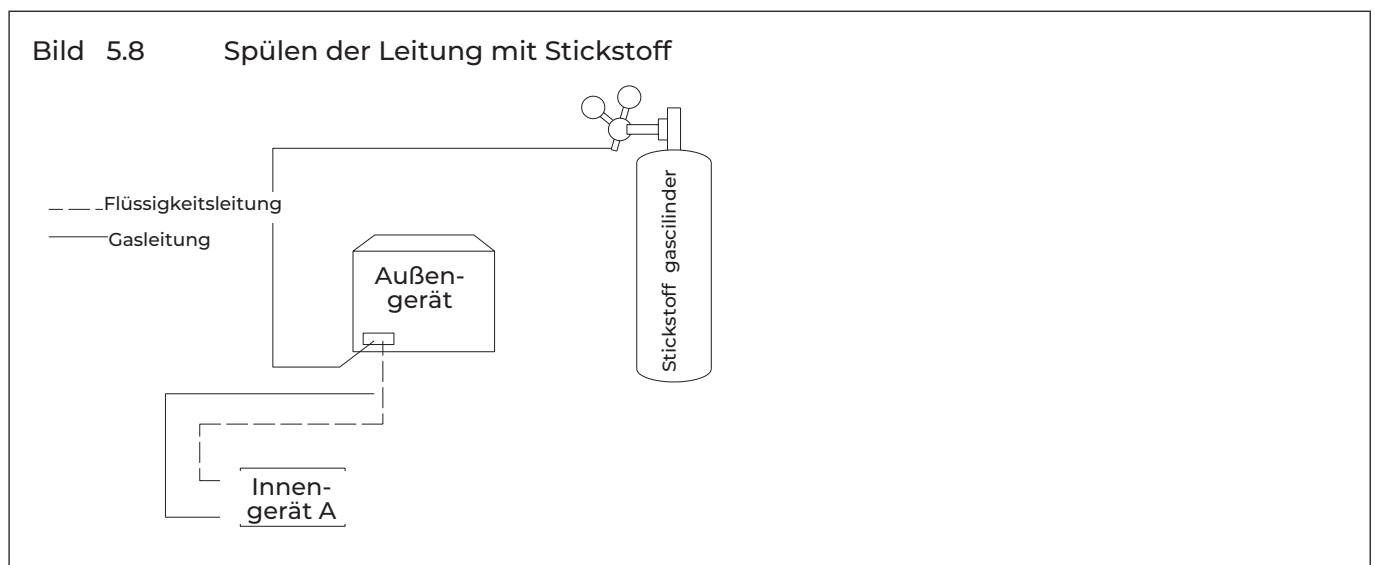 Bild 5.8 Spülen der Leitung mit Stickstoff
Flüssigkeitsleitung
Gasleitung
Außen-
gerät
Stickstoff gascilinder
Innen-
gerät A